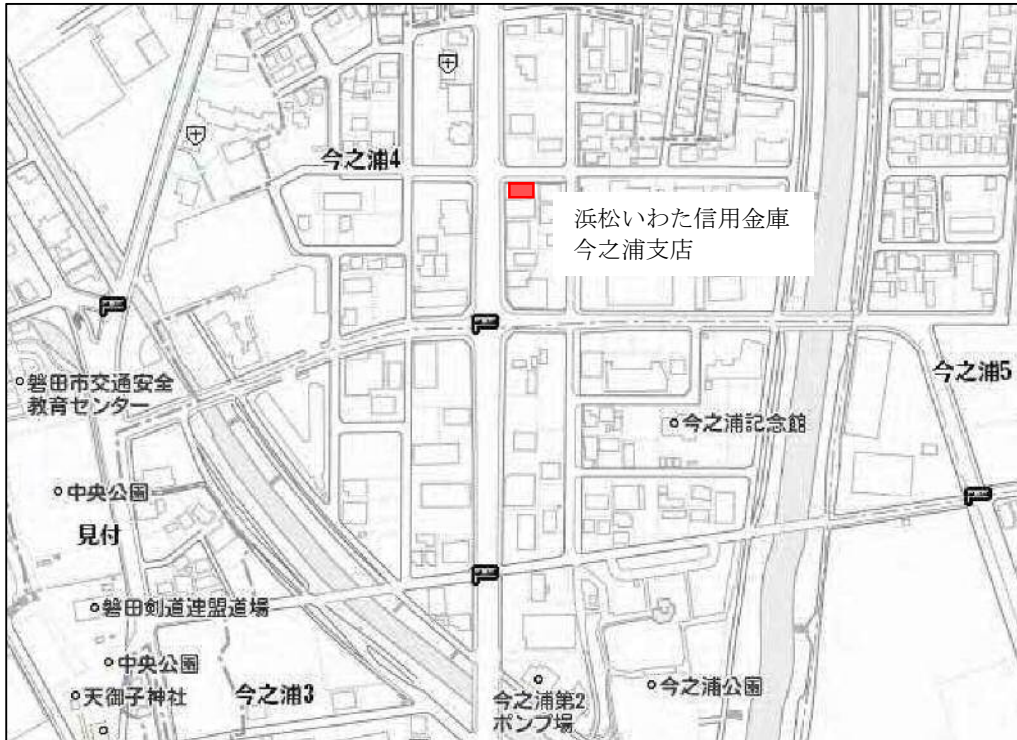 今之浦4
浜松いわた信用金庫
今之浦支店
磐田市交通安全
教育センター
今之浦5
今之浦記念館
中央公園
見付
磐田剣道連盟道場
中央公園
天御子神社
今之浦3
今之浦第2
ポンプ場
今之浦公園